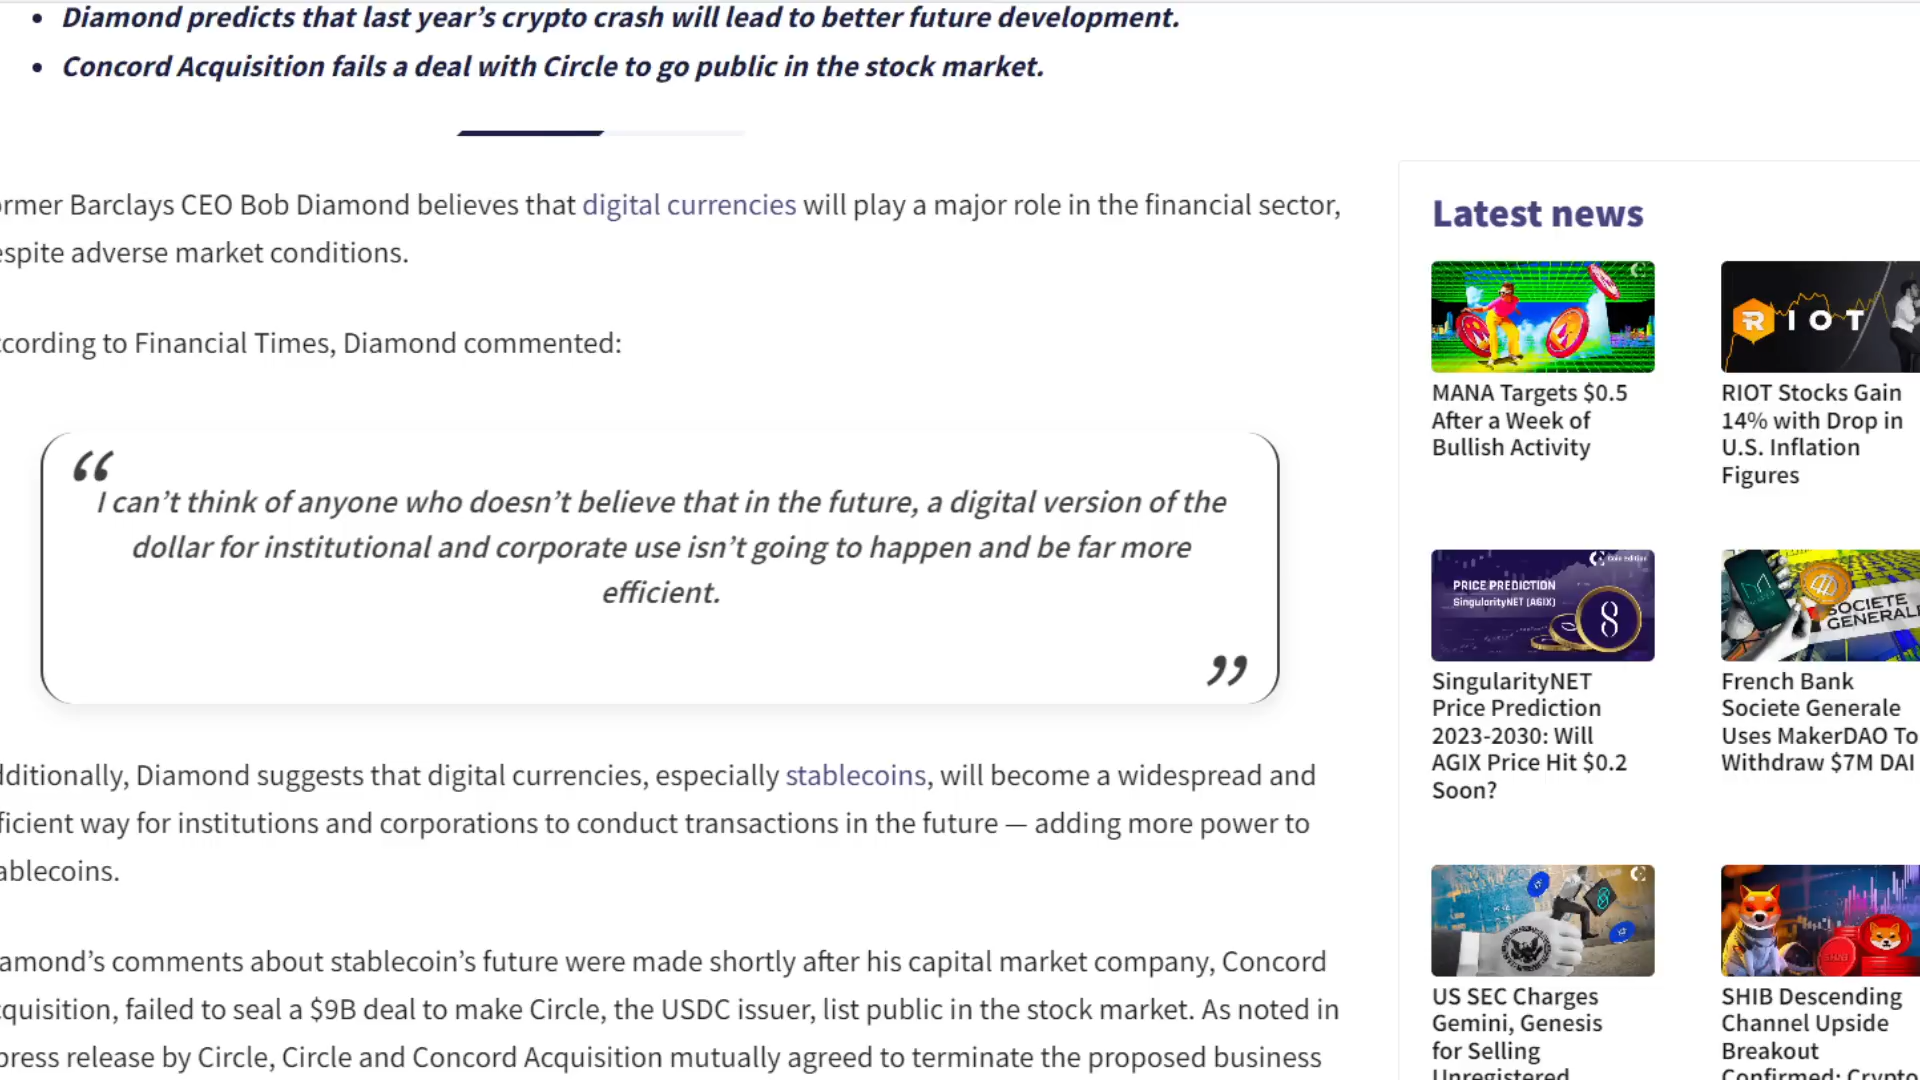 Diamond predicts that last year's crypto crash will lead to better future development.
Concord Acquisition fails a deal with Circle to go public in the stock market.
ormer Barclays CEO Bob Diamond believes that digital currencies will play a major role in the financial sector,
espite adverse market conditions.
ccording to Financial Times, Diamond commented:
“
I can't think of anyone who doesn't believe that in the future, a digital version of the
dollar for institutional and corporate use isn't going to happen and be far more
efficient.
”
dditionally, Diamond suggests that digital currencies, especially stablecoins, will become a widespread and
ficient way for institutions and corporations to conduct transactions in the future — adding more power to
ablecoins.
amond's comments about stablecoin's future were made shortly after his capital market company, Concord
cquisition, failed to seal a $9B deal to make Circle, the USDC issuer, list public in the stock market. As noted in
press release by Circle, Circle and Concord Acquisition mutually agreed to terminate the proposed business
Latest news
MANA Targets $0.5
After a Week of
Bullish Activity
RIOT
RIOT Stocks Gain
14% with Drop in
U.S. Inflation
Figures
Coin Edition
PRICE PREDICTION
SingularityNET (AGIX)
SingularityNET
Price Prediction
2023-2030: Will
AGIX Price Hit $0.2
Soon?
SOCIETE
GENERAL
French Bank
Societe Generale
Uses MakerDAO To
Withdraw $7M DAI
US SEC Charges
Gemini, Genesis
for Selling
Unregistered
SHIB Descending
Channel Upside
Breakout
Confirmed: Crypto